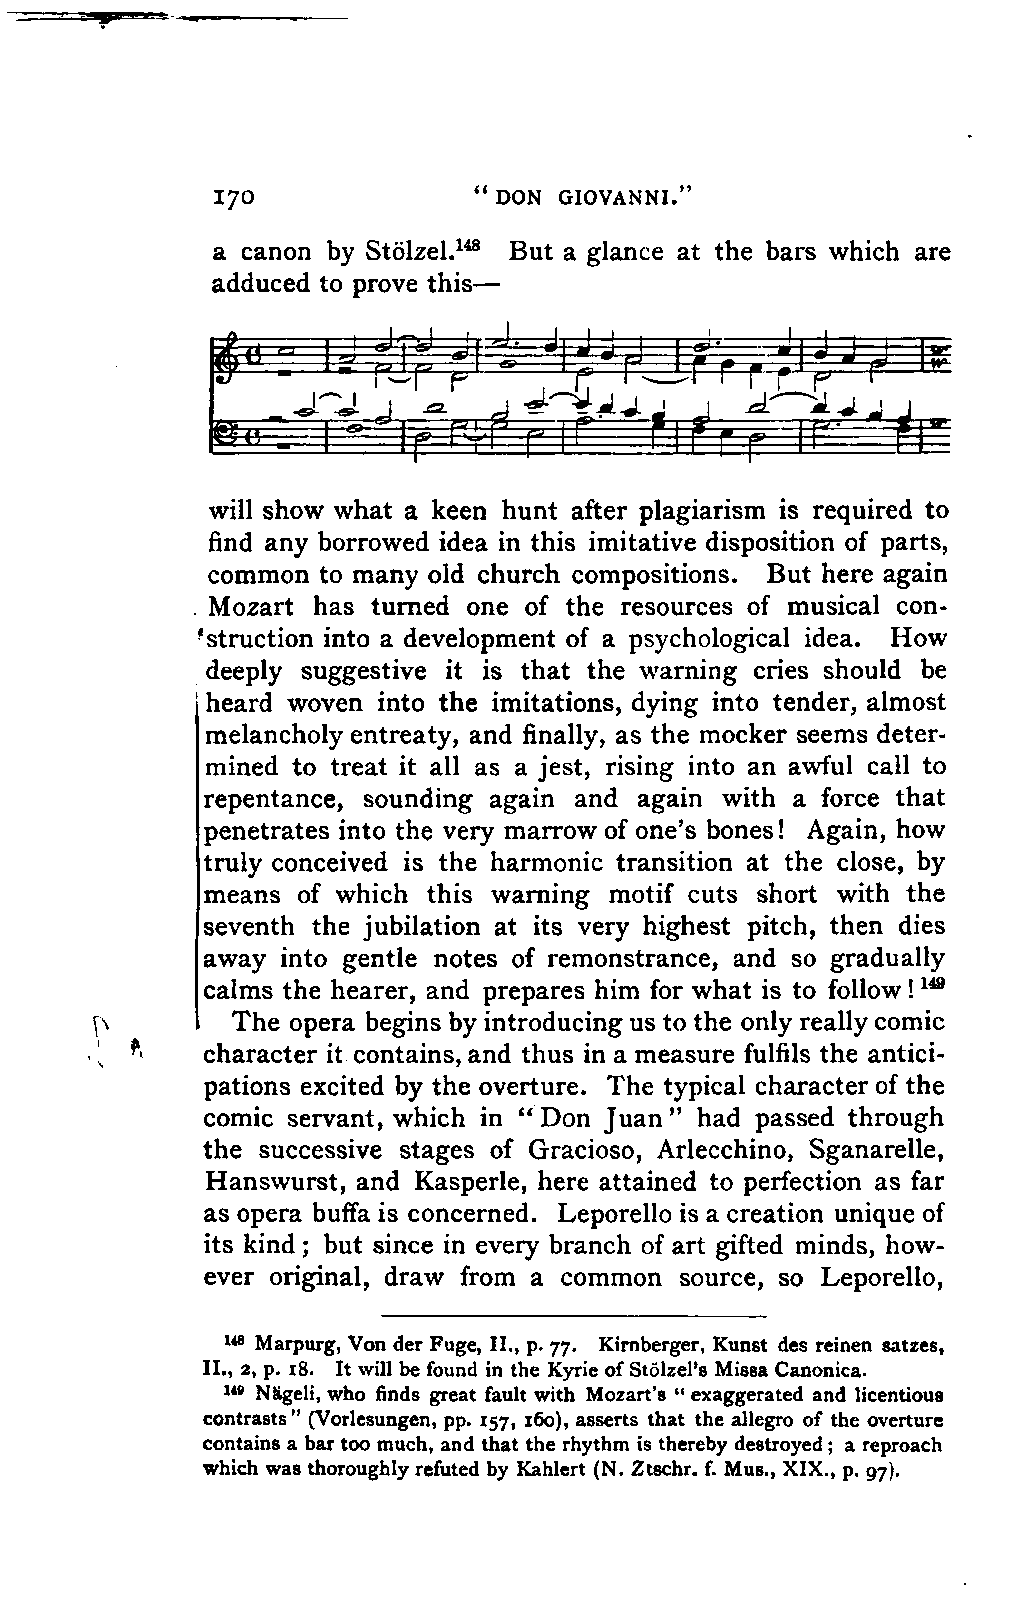 170 “DON GIOVANNI.”
a canon by Stölzel.¹⁴⁸ But a glance at the bars which are
adduced to prove this—
will show what a keen hunt after plagiarism is required to
find any borrowed idea in this imitative disposition of parts,
common to many old church compositions. But here again
Mozart has turned one of the resources of musical con-
struction into a development of a psychological idea. How
deeply suggestive it is that the warning cries should be
heard woven into the imitations, dying into tender, almost
melancholy entreaty, and finally, as the mocker seems deter-
mined to treat it all as a jest, rising into an awful call to
repentance, sounding again and again with a force that
penetrates into the very marrow of one's bones! Again, how
truly conceived is the harmonic transition at the close, by
means of which this warning motif cuts short with the
seventh the jubilation at its very highest pitch, then dies
away into gentle notes of remonstrance, and so gradually
calms the hearer, and prepares him for what is to follow!¹⁴⁹
The opera begins by introducing us to the only really comic
character it contains, and thus in a measure fulfils the antici-
pations excited by the overture. The typical character of the
comic servant, which in “Don Juan” had passed through
the successive stages of Gracioso, Arlecchino, Sganarelle,
Hanswurst, and Kasperle, here attained to perfection as far
as opera buffa is concerned. Leporello is a creation unique of
its kind; but since in every branch of art gifted minds, how-
ever original, draw from a common source, so Leporello,
¹⁴⁸ Marpurg, Von der Fuge, II., p. 77. Kirnberger, Kunst des reinen satzes,
II., 2, p. 18. It will be found in the Kyrie of Stölzel's Missa Canonica.
¹⁴⁹ Nägeli, who finds great fault with Mozart's “exaggerated and licentious
contrasts” (Vorlesungen, pp. 157, 160), asserts that the allegro of the overture
contains a bar too much, and that the rhythm is thereby destroyed; a reproach
which was thoroughly refuted by Kahlert (N. Ztschr. f. Mus., XIX., p. 97).